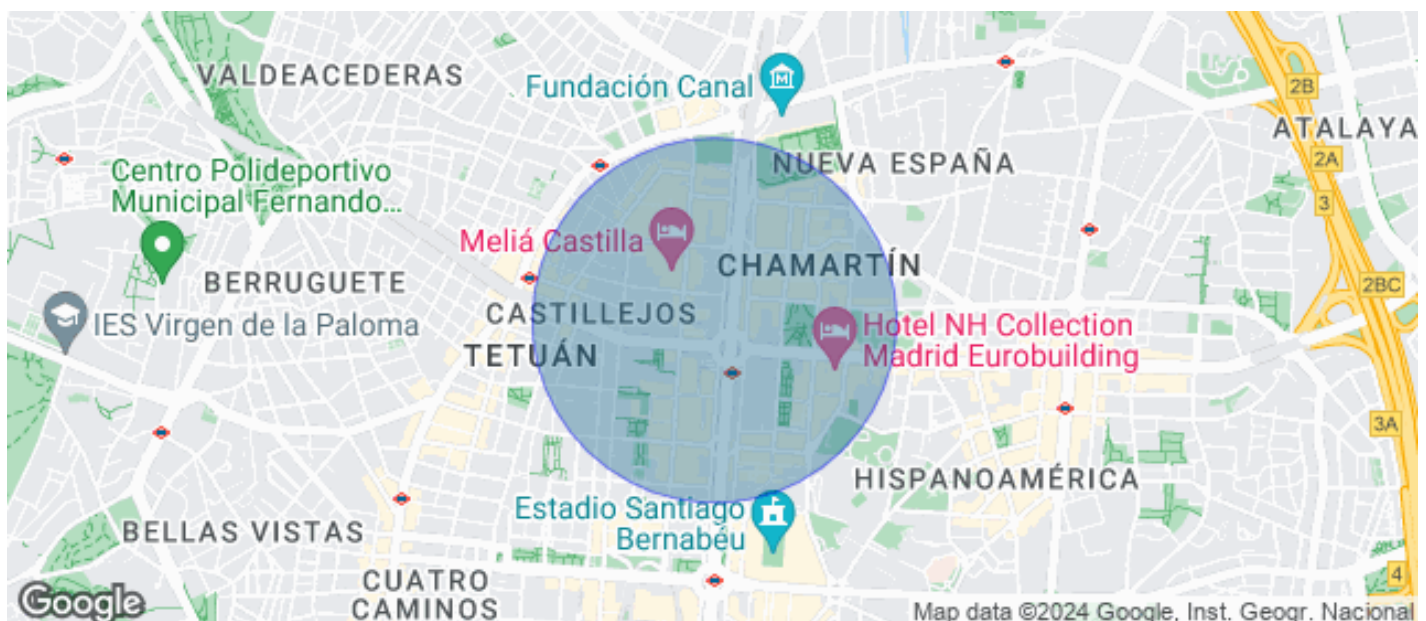 VALDEACEDERAS
Fundación Canal
2B
ATALAYA
2A
Centro Polideportivo
Municipal Fernando...
NUEVA ESPAÑA
3
Meliá Castilla
CHAMARTÍN
BERRUGUETE
2BC
CASTILLEJOS
IES Virgen de la Paloma
Hotel NH Collection
Madrid Eurobuilding
TETUÁN
3A
HISPANOAMÉRICA
Estadio Santiago
Bernabéu
BELLAS VISTAS
4
CUATRO
CAMINOS
Google
Map data ©2024 Google, Inst. Geogr. Nacional